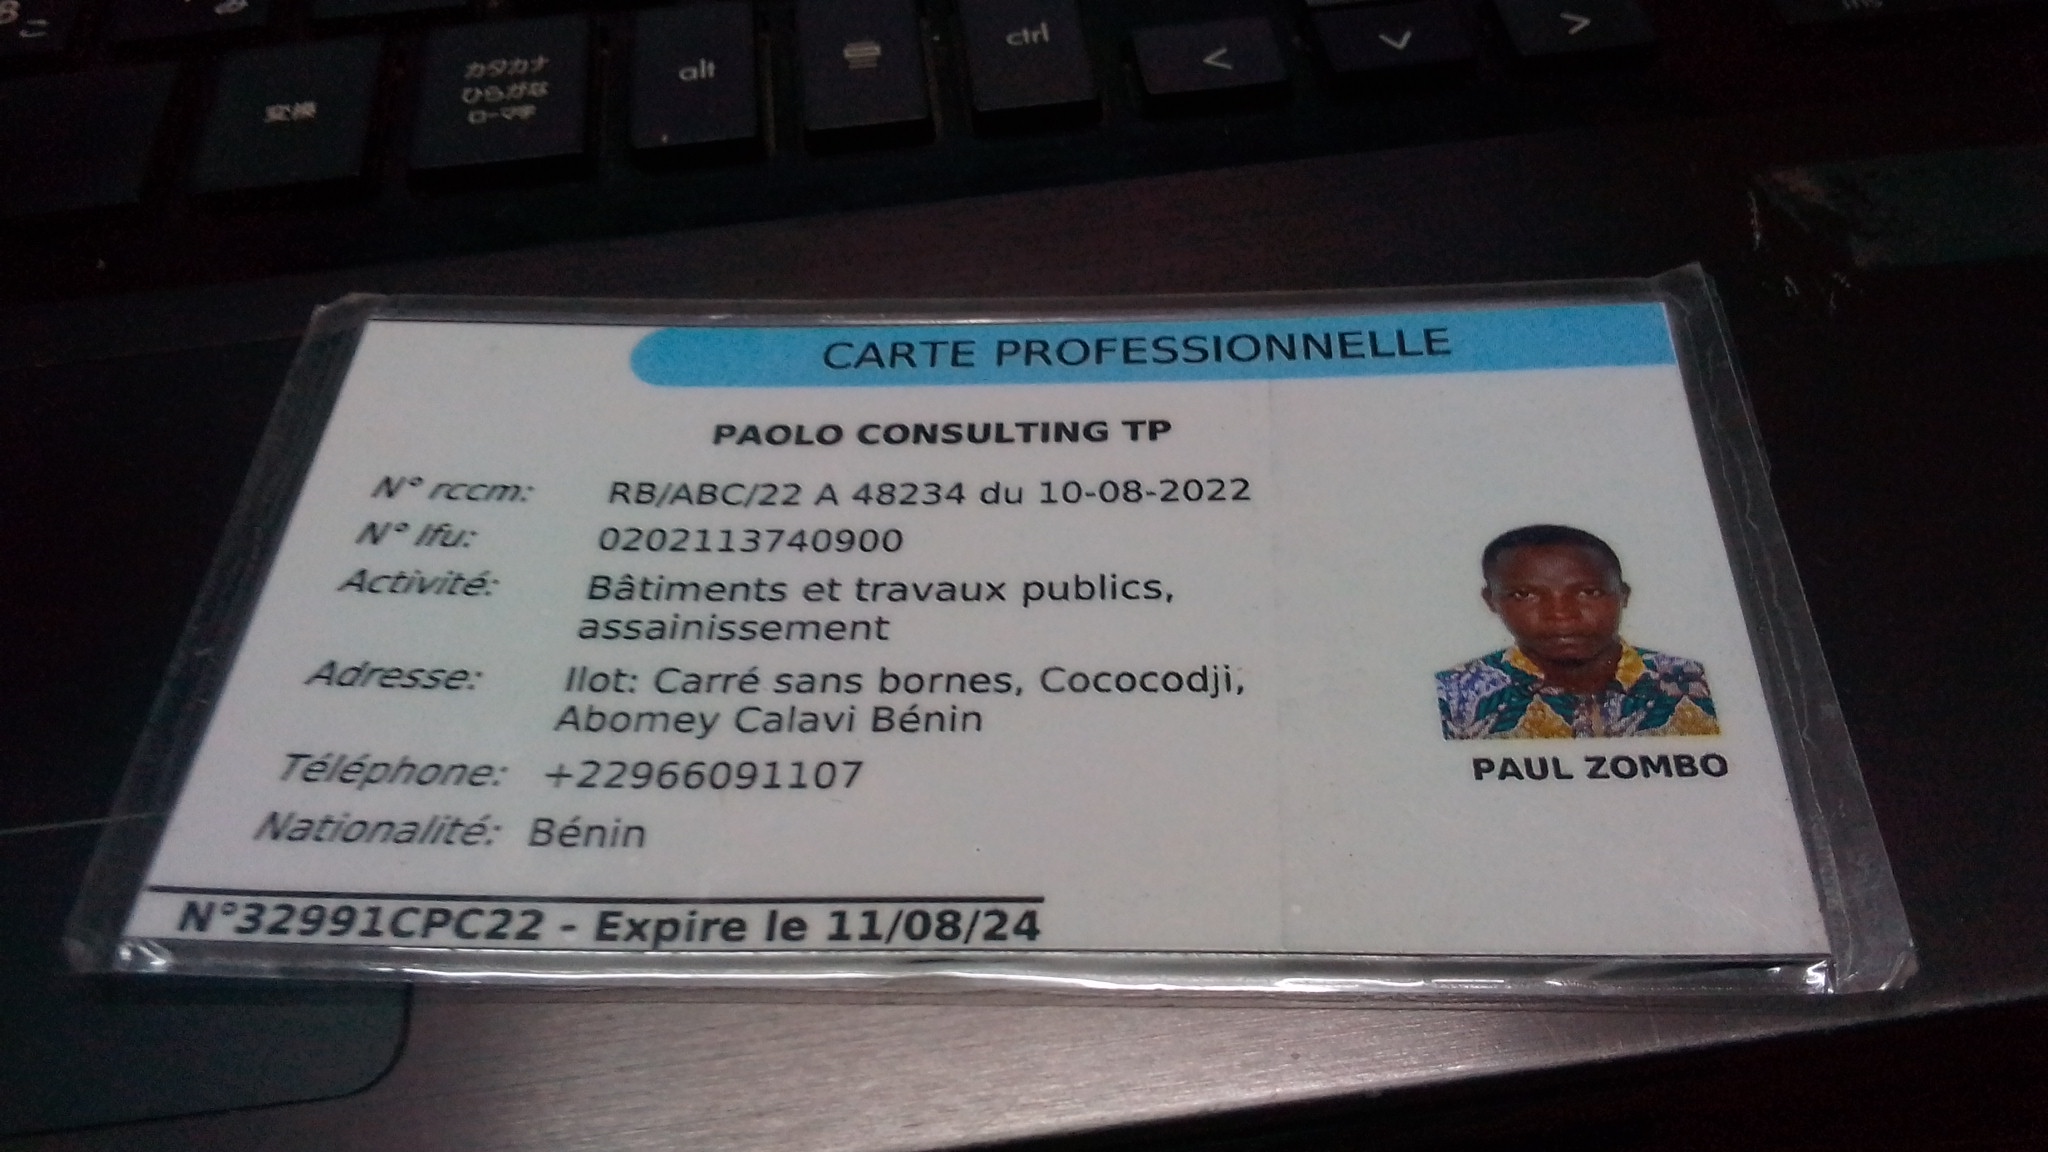 変換
カタカナ
ひらがな
ローマ字
alt
ctrl
<
>
CARTE PROFESSIONNELLE
PAOLO CONSULTING TP
N° rccm: RB/ABC/22 A 48234 du 10-08-2022
N° Ifu: 0202113740900
Activité: Bâtiments et travaux publics,
assainissement
Adresse: Ilot: Carré sans bornes, Cococodji,
Abomey Calavi Bénin
Téléphone: +22966091107
Nationalité: Bénin
PAUL ZOMBO
N°32991CPC22 - Expire le 11/08/24